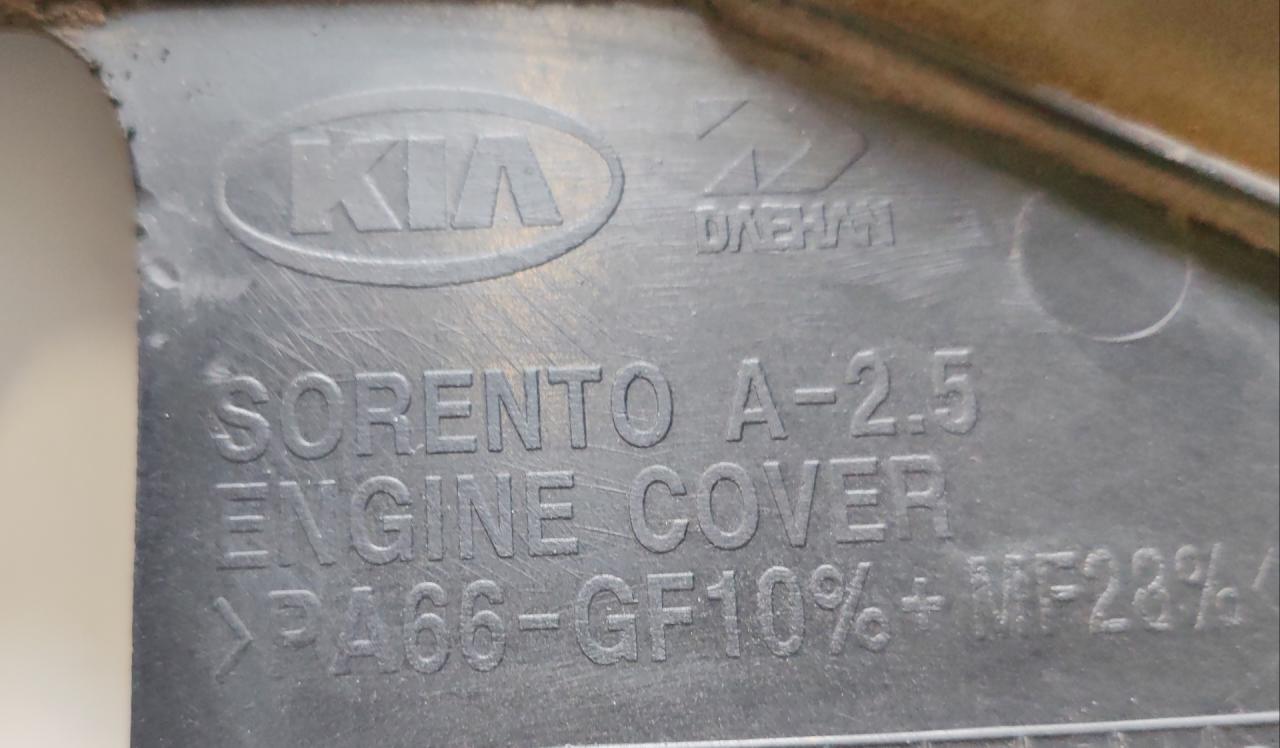 KIA
DAEHAN
SORENTO A-2.5
ENGINE COVER
>PA66-GF10%+MF28%<